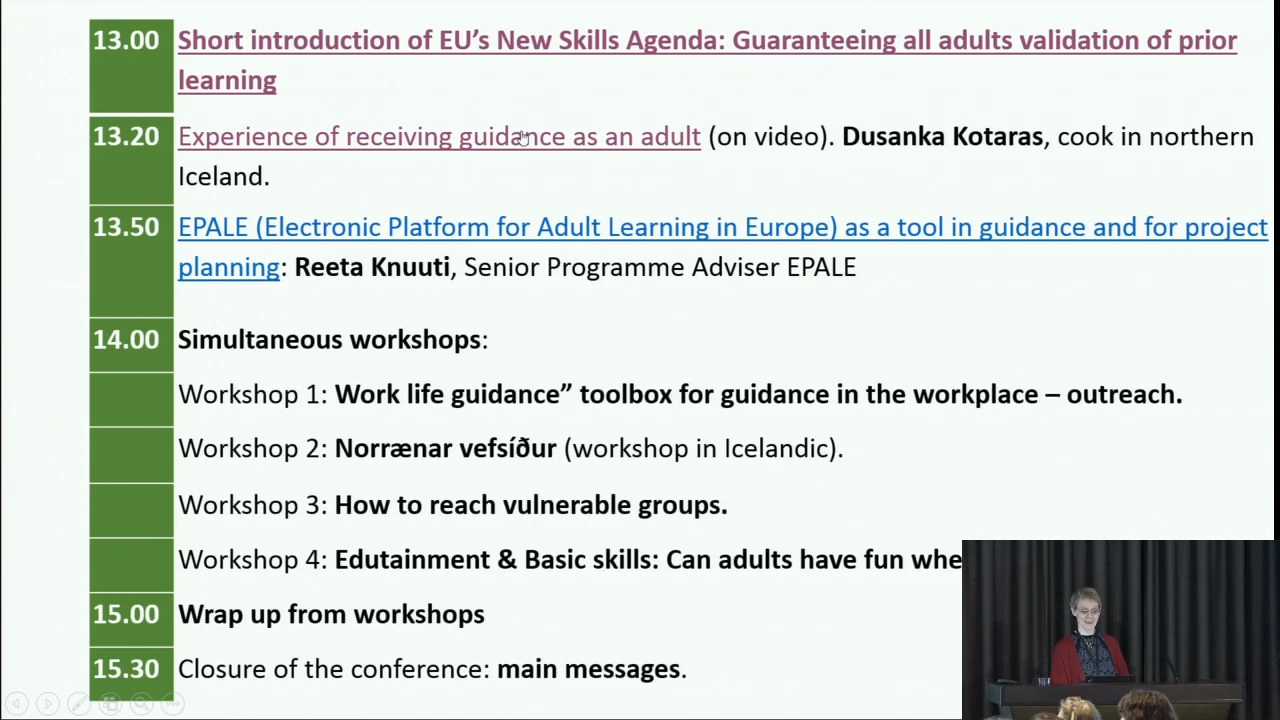 13.00 Short introduction of EU’s New Skills Agenda: Guaranteeing all adults validation of prior
learning
13.20 Experience of receiving guidance as an adult (on video). Dusanka Kotaras, cook in northern
Iceland.
13.50 EPALE (Electronic Platform for Adult Learning in Europe) as a tool in guidance and for project
planning: Reeta Knuuti, Senior Programme Adviser EPALE
14.00 Simultaneous workshops:
Workshop 1: Work life guidance” toolbox for guidance in the workplace – outreach.
Workshop 2: Norrænar vefsíður (workshop in Icelandic).
Workshop 3: How to reach vulnerable groups.
Workshop 4: Edutainment & Basic skills: Can adults have fun whe
15.00 Wrap up from workshops
15.30 Closure of the conference: main messages.